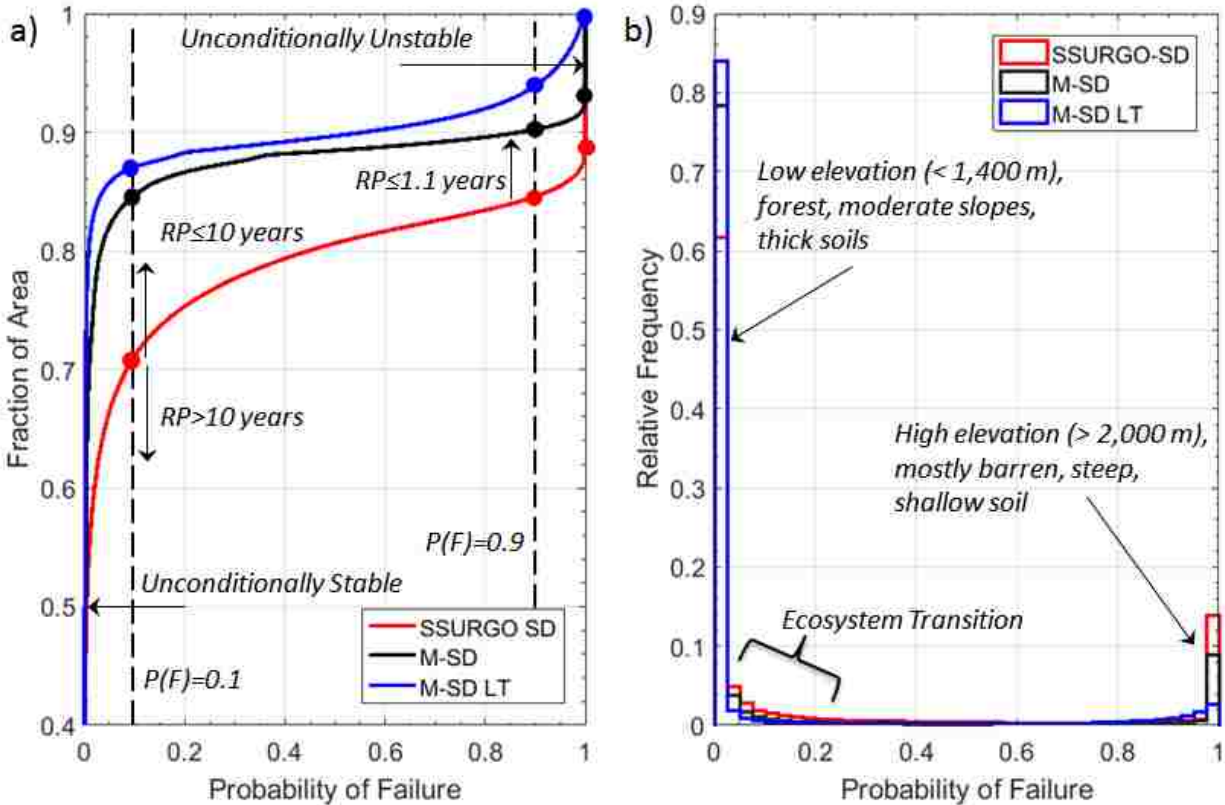 a)
Unconditionally Unstable
RP≤1.1 years
RP≤10 years
RP>10 years
P(F)=0.9
Unconditionally Stable
P(F)=0.1
SSURGO SD
M-SD
M-SD LT
Fraction of Area
1
0.9
0.8
0.7
0.6
0.5
0.4
0
0.2
0.4
0.6
0.8
1
Probability of Failure
b)
SSURGO-SD
M-SD
M-SD LT
Low elevation (< 1,400 m),
forest, moderate slopes,
thick soils
High elevation (> 2,000 m),
mostly barren, steep,
shallow soil
Ecosystem Transition
Relative Frequency
0.9
0.8
0.7
0.6
0.5
0.4
0.3
0.2
0.1
0
0
0.2
0.4
0.6
0.8
1
Probability of Failure